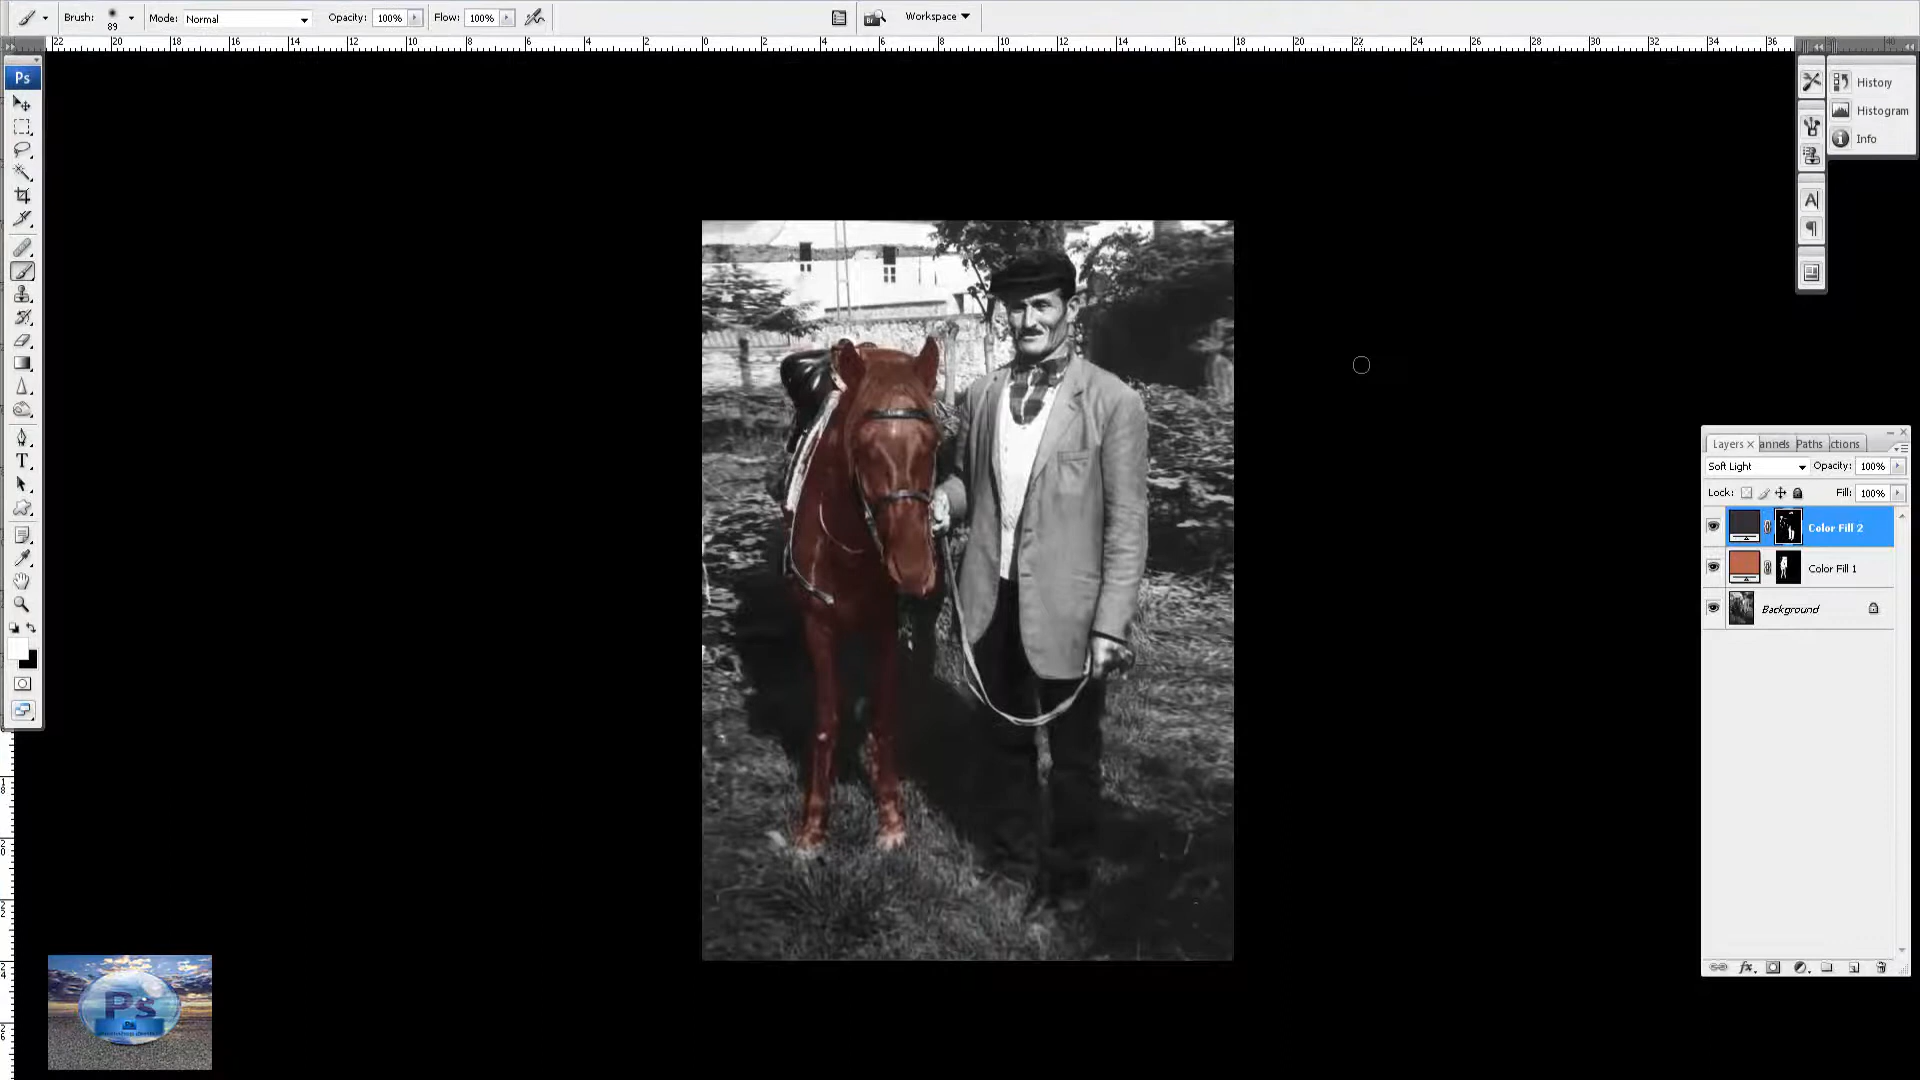 Brush: 89 Mode: Normal Opacity: 100% Flow: 100% Workspace
22 20 18 16 14 12 10 8 6 4 2 0 2 4 6 8 10 12 14 16 18 20 22 24 26 28 30 32 34 36
Ps
History
Histogram
Info
Layers annels Paths ctions
Soft Light Opacity: 100%
Lock: Fill: 100%
Color Fill 2
Color Fill 1
Background
Ps